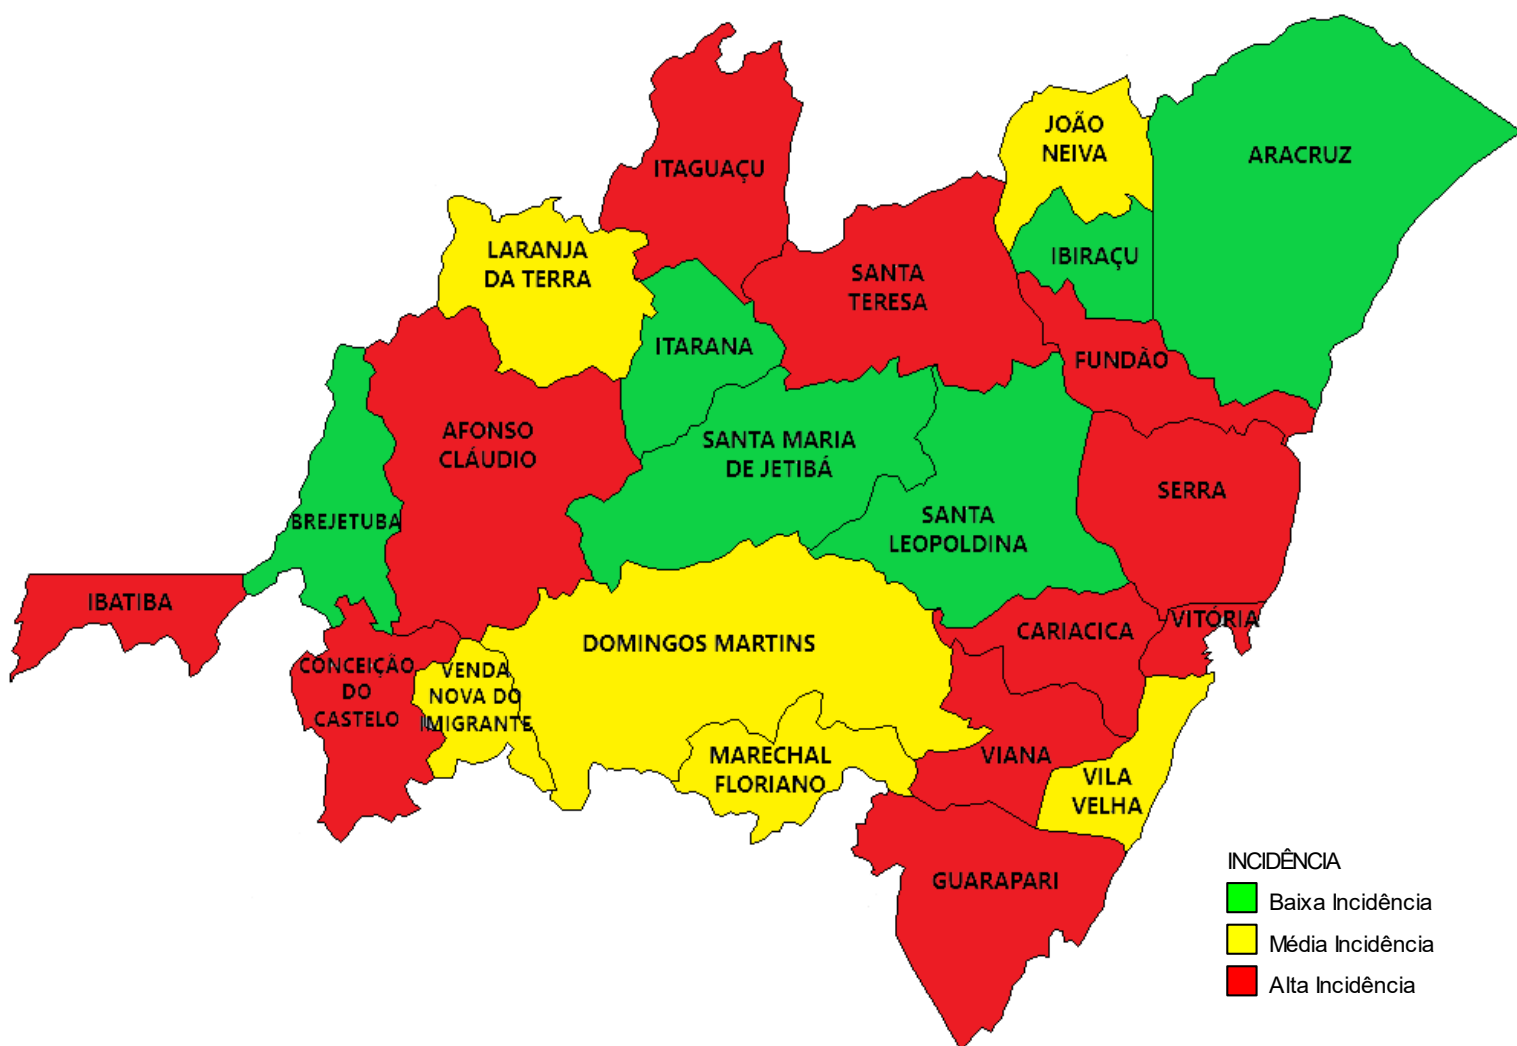 JOÃO
NEIVA
ARACRUZ
ITAGUAÇU
LARANJA
DA TERRA
IBIRAÇU
SANTA
TERESA
ITARANA
FUNDÃO
AFONSO
CLÁUDIO
SANTA MARIA
DE JETIBÁ
SERRA
BREJETUBA
SANTA
LEOPOLDINA
IBATIBA
VITÓRIA
CARIACICA
DOMINGOS MARTINS
CONCEIÇÃO
DO
CASTELO
VENDA
NOVA DO
IMIGRANTE
MARECHAL
FLORIANO
VIANA
VILA
VELHA
GUARAPARI
INCIDÊNCIA
Baixa Incidência
Média Incidência
Alta Incidência